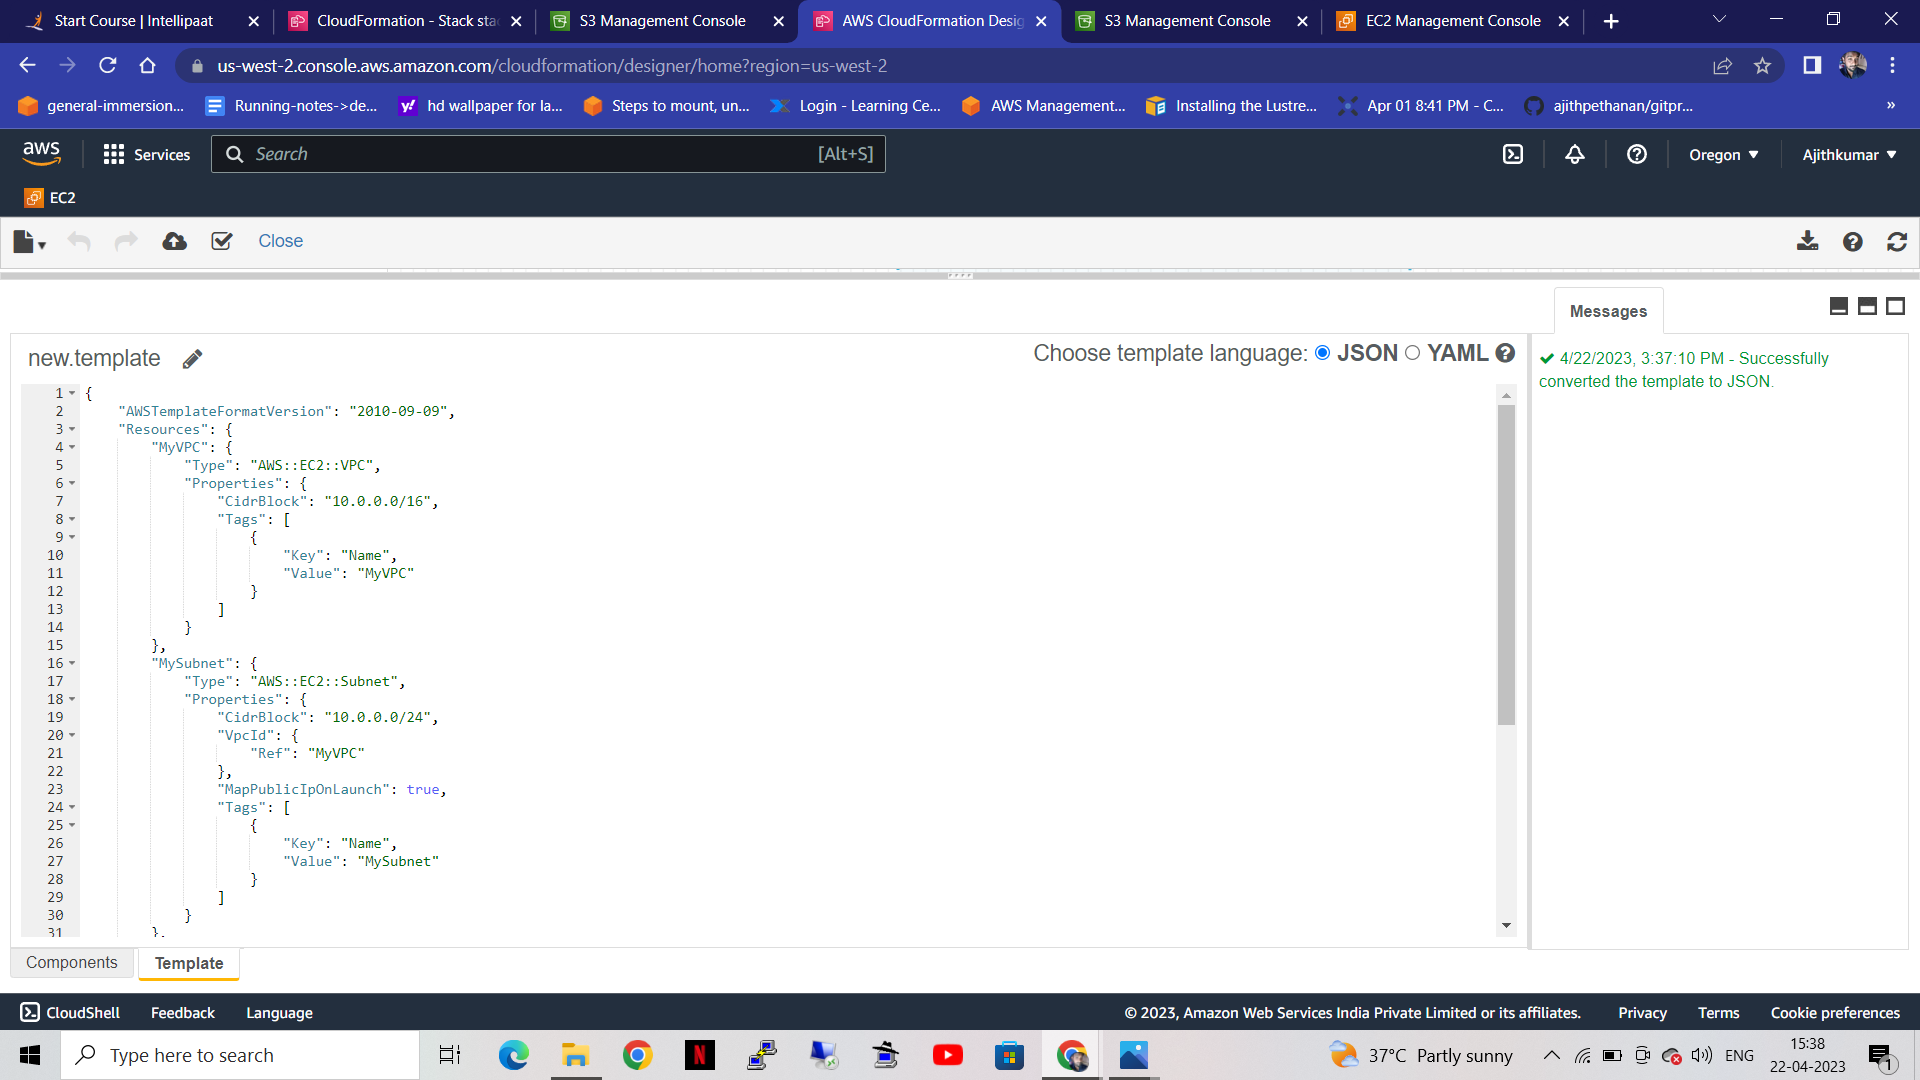 Start Course | Intellipaat
CloudFormation - Stack sta
S3 Management Console
AWS CloudFormation Desig
S3 Management Console
EC2 Management Console
us-west-2.console.aws.amazon.com/cloudformation/designer/home?region=us-west-2
general-immersion...
Running-notes->de...
hd wallpaper for la...
Steps to mount, un...
Login - Learning Ce...
AWS Management...
Installing the Lustre...
Apr 01 8:41 PM - C...
ajithpethanan/gitpr...
»
aws
Services
Search
[Alt+S]
Oregon
Ajithkumar
EC2
Close
Messages
new.template
Choose template language: JSON YAML
4/22/2023, 3:37:10 PM - Successfully
converted the template to JSON.
1 {
2 "AWSTemplateFormatVersion": "2010-09-09",
3 "Resources": {
4 "MyVPC": {
5 "Type": "AWS::EC2::VPC",
6 "Properties": {
7 "CidrBlock": "10.0.0.0/16",
8 "Tags": [
9 {
10 "Key": "Name",
11 "Value": "MyVPC"
12 }
13 ]
14 }
15 },
16 "MySubnet": {
17 "Type": "AWS::EC2::Subnet",
18 "Properties": {
19 "CidrBlock": "10.0.0.0/24",
20 "VpcId": {
21 "Ref": "MyVPC"
22 },
23 "MapPublicIpOnLaunch": true,
24 "Tags": [
25 {
26 "Key": "Name",
27 "Value": "MySubnet"
28 }
29 ]
30 }
31 },
Components
Template
CloudShell
Feedback
Language
© 2023, Amazon Web Services India Private Limited or its affiliates.
Privacy
Terms
Cookie preferences
Type here to search
37°C Partly sunny
ENG
15:38
22-04-2023
1